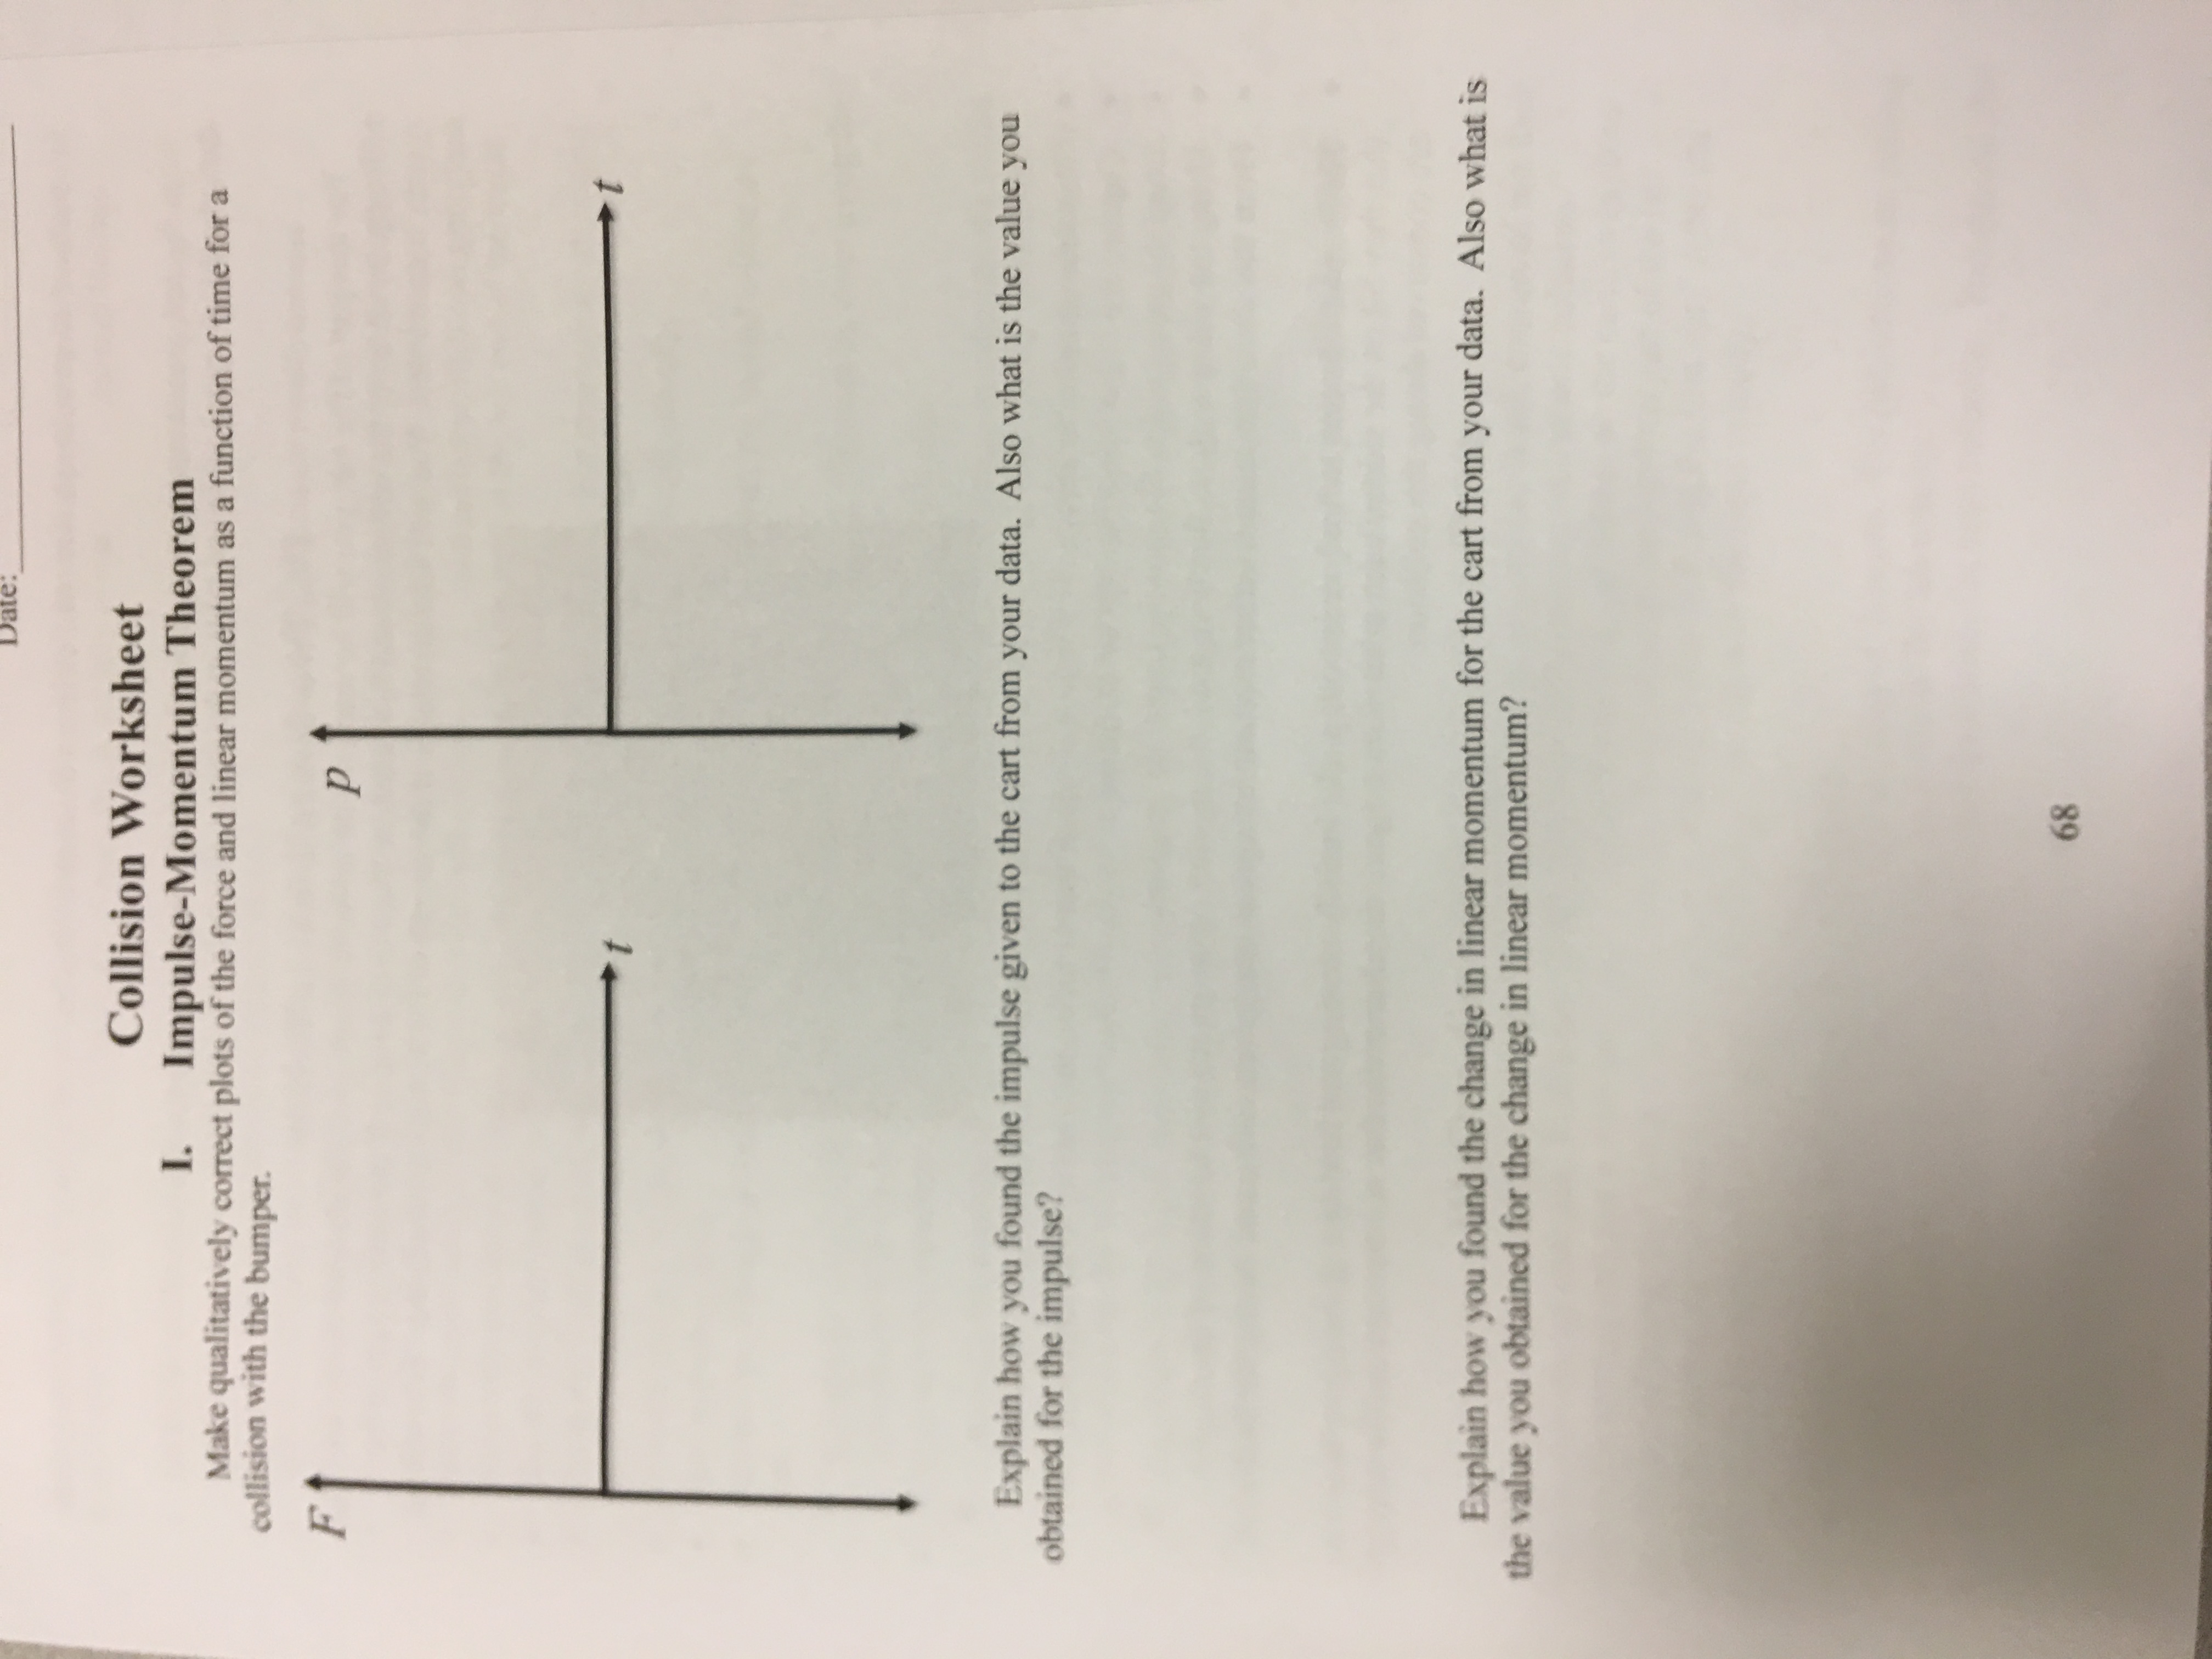 Date:
Collision Worksheet
I. Impulse-Momentum Theorem
Make qualitatively correct plots of the force and linear momentum as a function of time for a
collision with the bumper.
F
p
t
t
Explain how you found the impulse given to the cart from your data. Also what is the value you
obtained for the impulse?
Explain how you found the change in linear momentum for the cart from your data. Also what is
the value you obtained for the change in linear momentum?
68